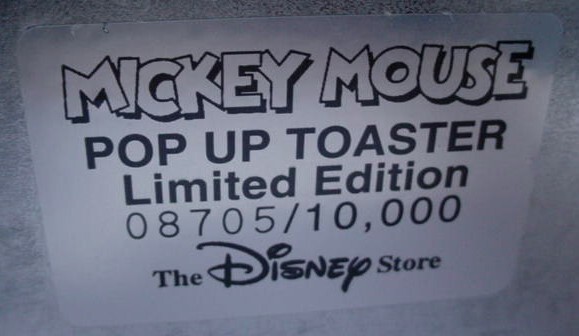 MICKEY MOUSE
POP UP TOASTER
Limited Edition
08705/10,000
The Disney Store